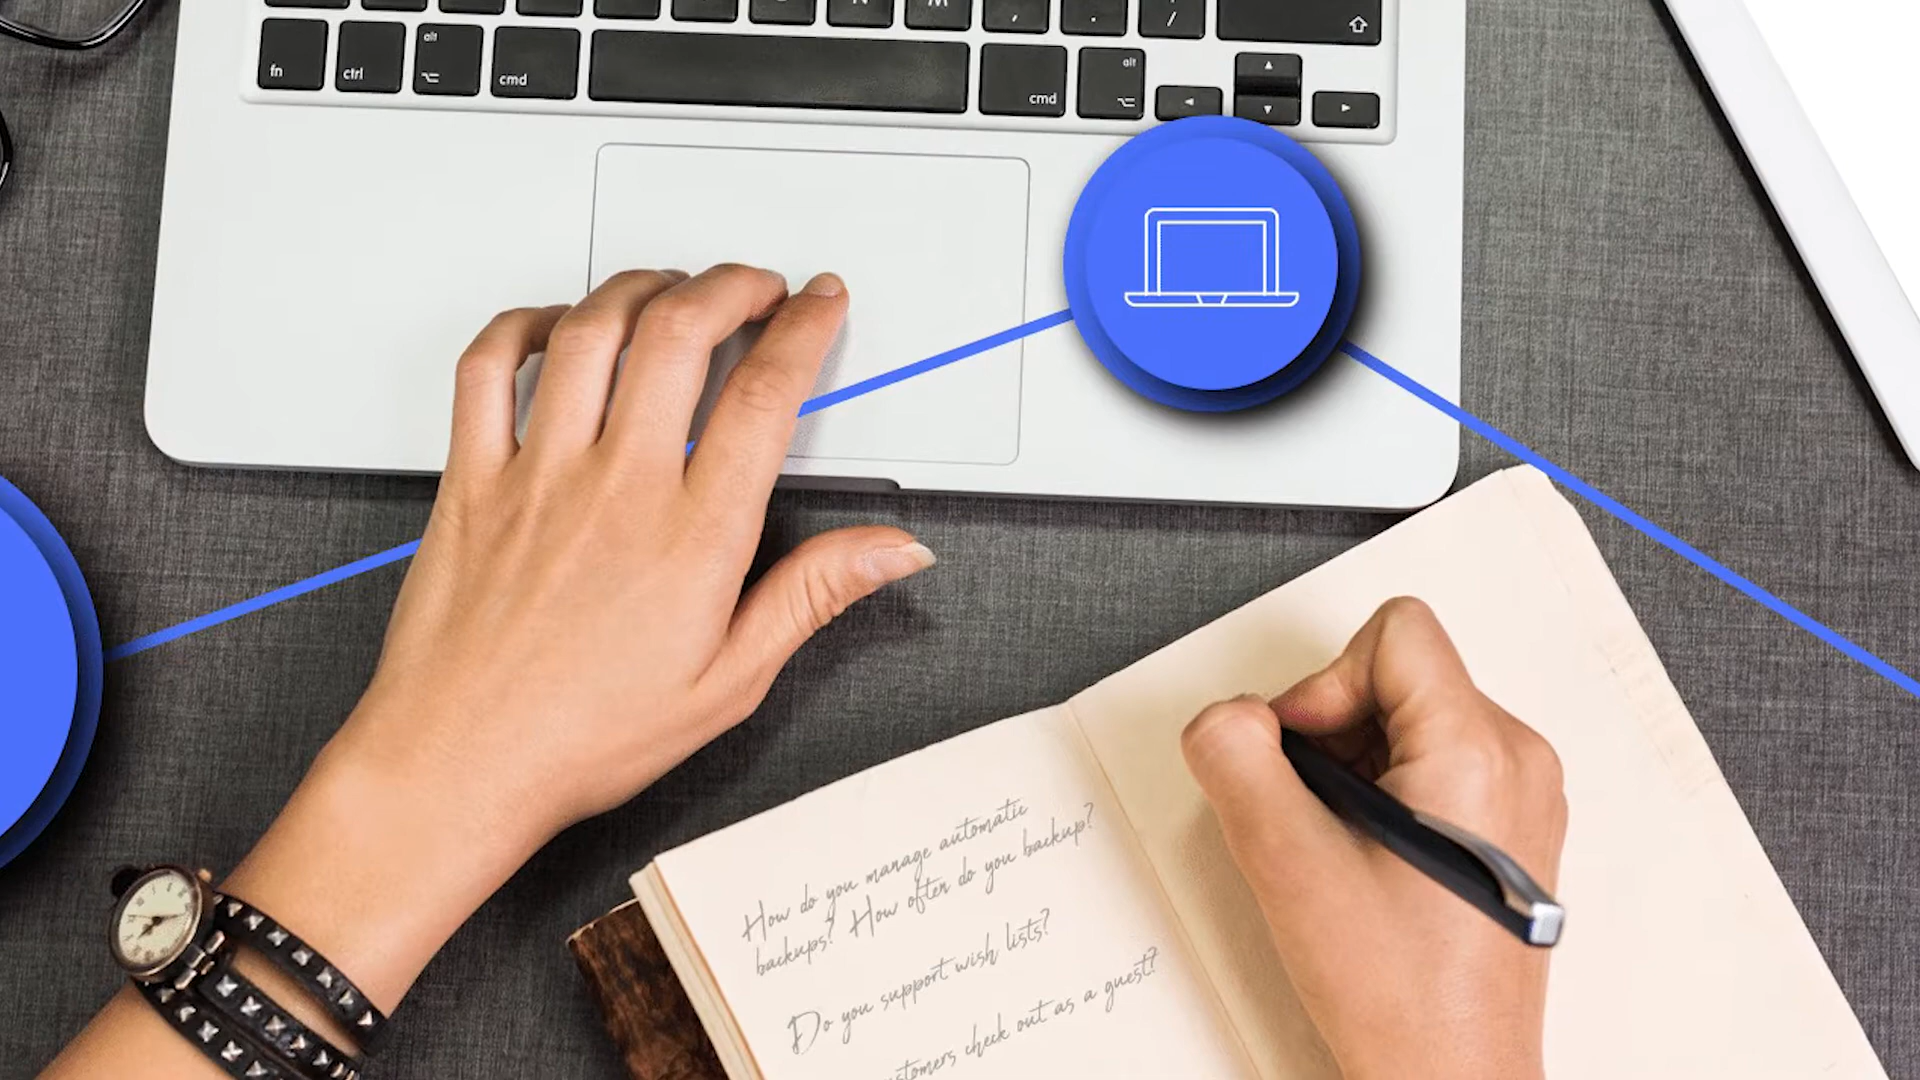 N M , . /
fn ctrl alt cmd cmd alt
How do you manage automatic
backups? How often do you backup?
Do you support wish lists?
check out as a guest?